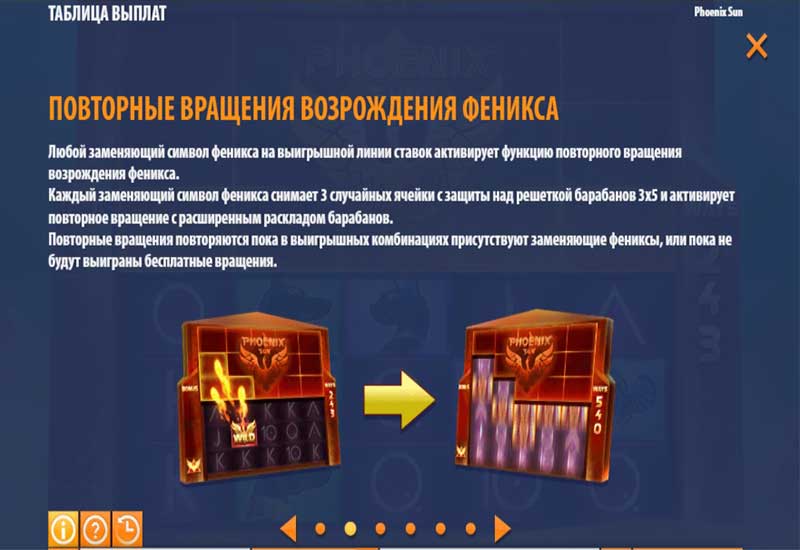 ТАБЛИЦА ВЫПЛАТ
Phoenix Sun
ПОВТОРНЫЕ ВРАЩЕНИЯ ВОЗРОЖДЕНИЯ ФЕНИКСА
Любой заменяющий символ феникса на выигрышной линии ставок активирует функцию повторного вращения
возрождения феникса.
Каждый заменяющий символ феникса снимает 3 случайных ячейки с защиты над решеткой барабанов 3x5 и активирует
повторное вращение с расширенным раскладом барабанов.
Повторные вращения повторяются пока в выигрышных комбинациях присутствуют заменяющие фениксы, или пока не
будут выиграны бесплатные вращения.
PHOENIX
SUN
BONUS
WAYS
243
WILD
K K A
J 10 Q A
K K K 10 K
PHOENIX
SUN
WAYS
540